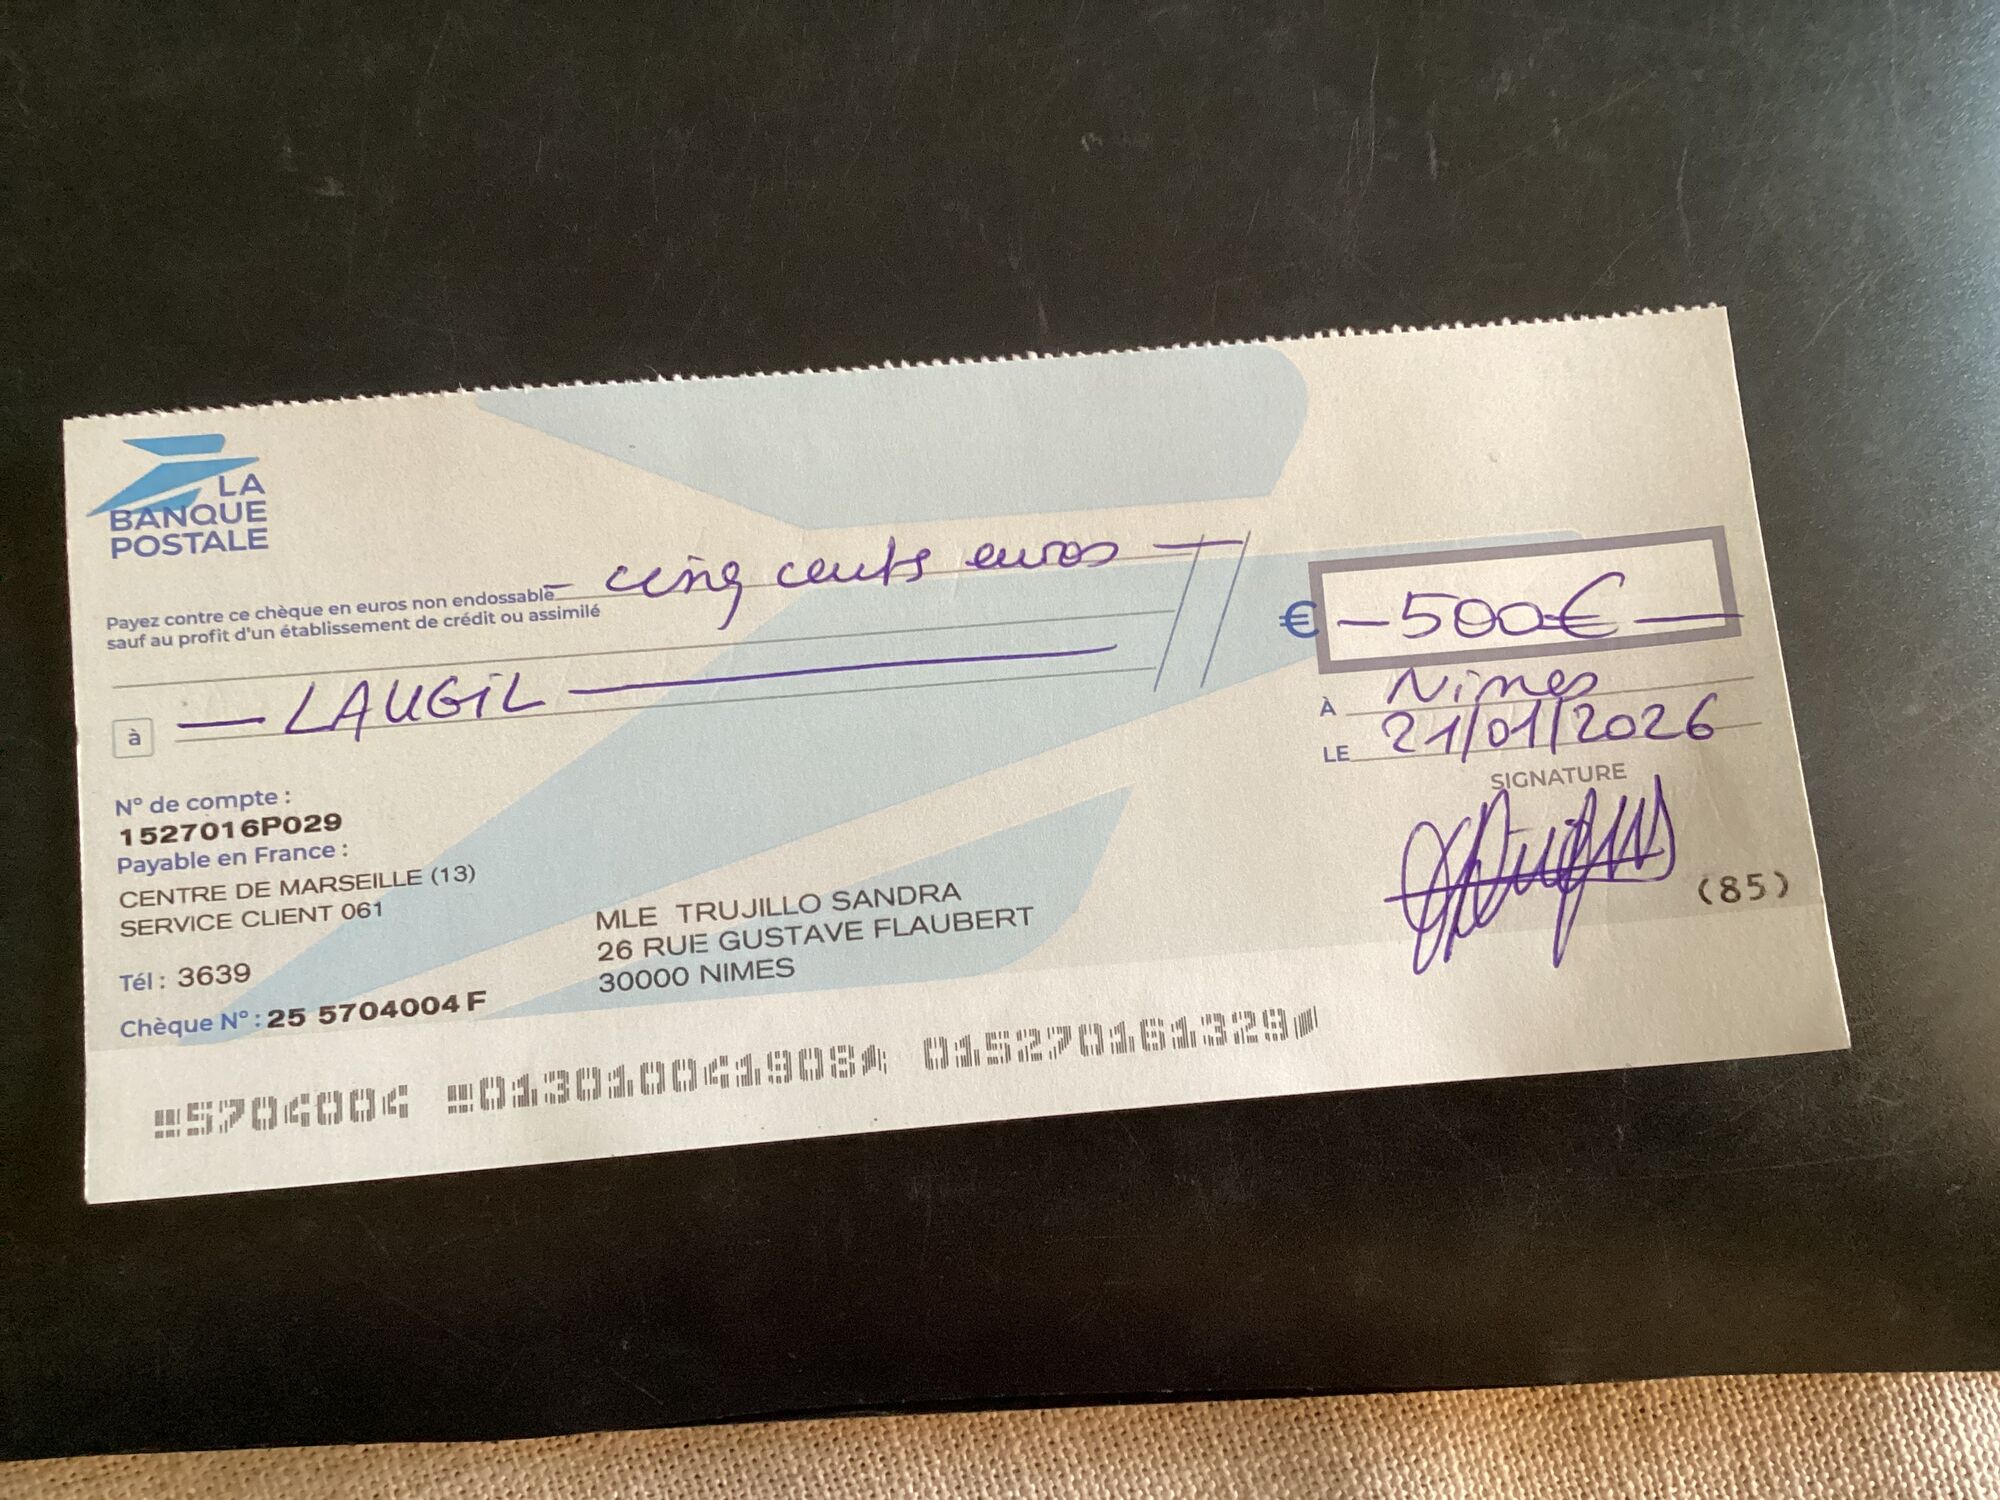 LA
BANQUE
POSTALE
Payez contre ce chèque en euros non endossable
sauf au profit d'un établissement de crédit ou assimilé
- cinq cents euros -
€ - 500€ -
à - LAUGIL -
À Nimes
LE 21/01/2026
SIGNATURE
N° de compte :
1527016P029
Payable en France :
CENTRE DE MARSEILLE (13)
SERVICE CLIENT 061
Tél : 3639
Chèque N° : 25 5704004 F
MLE TRUJILLO SANDRA
26 RUE GUSTAVE FLAUBERT
30000 NIMES
(85)
5704004 013010041908 015270161329